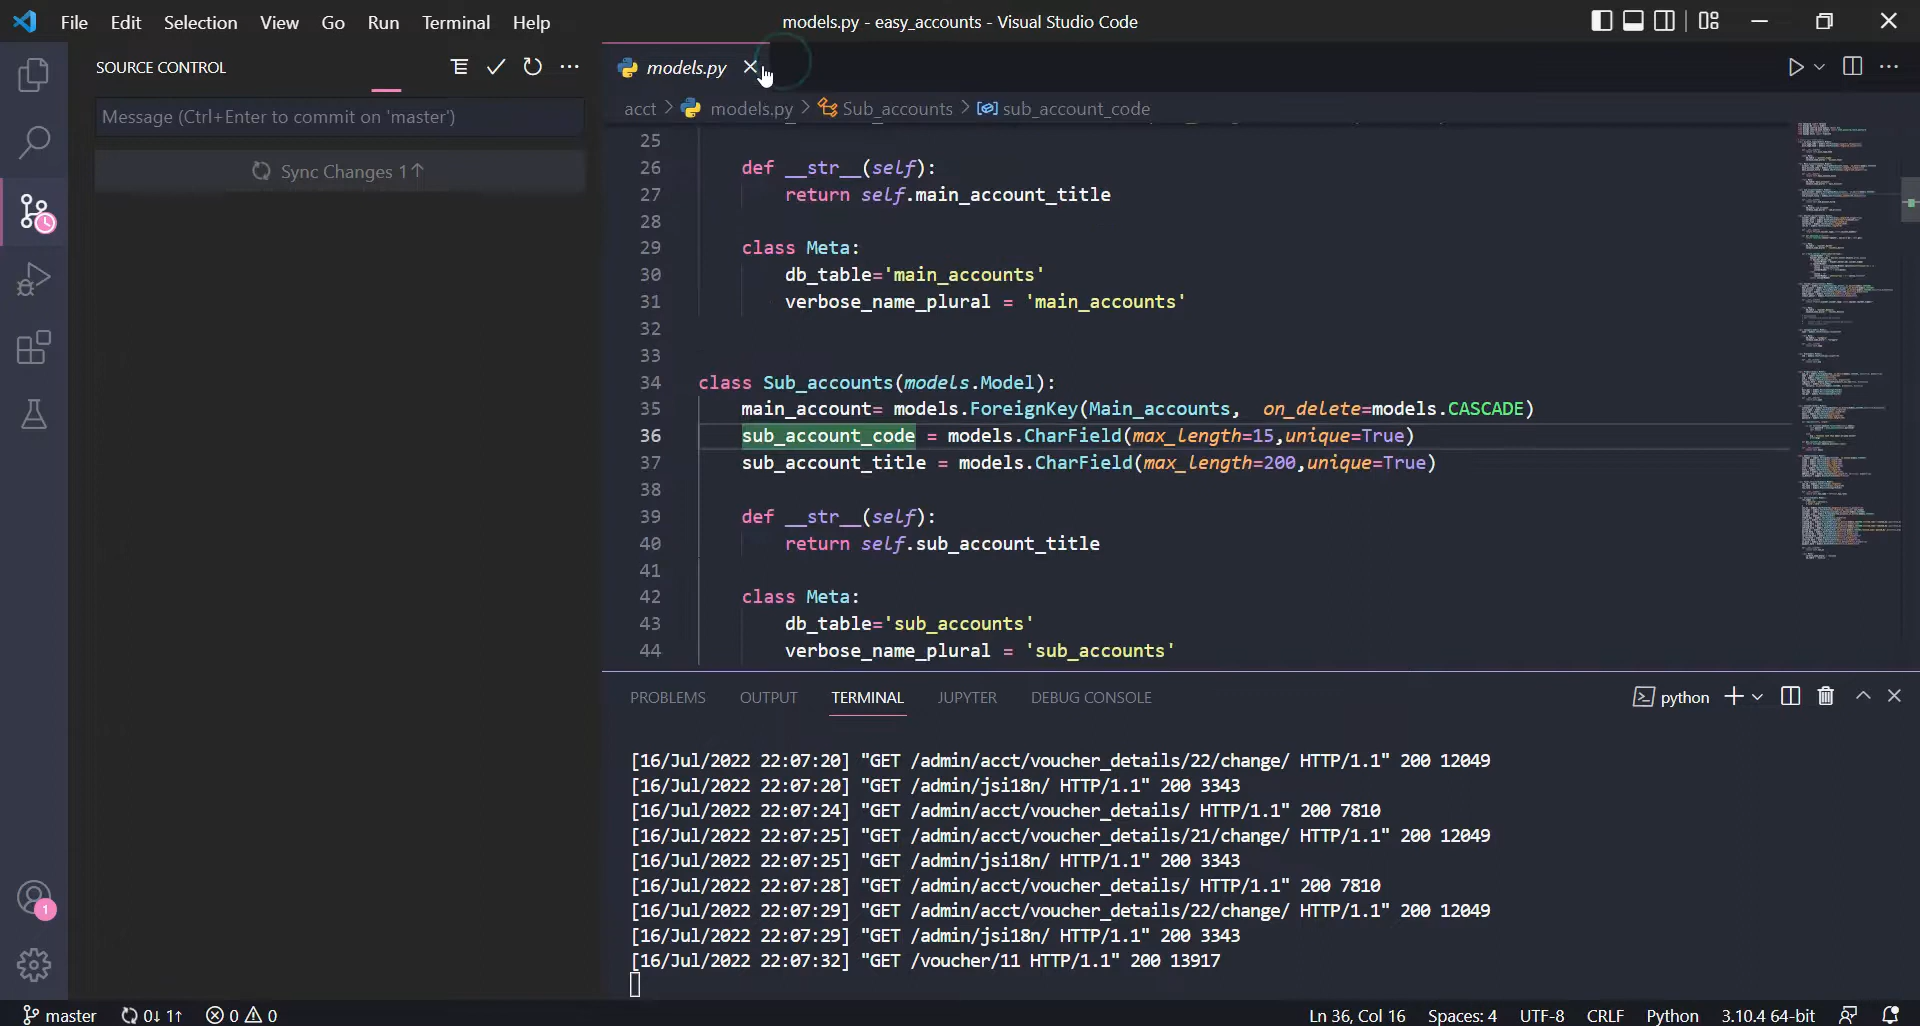 File Edit Selection View Go Run Terminal Help
models.py - easy_accounts - Visual Studio Code
SOURCE CONTROL
Message (Ctrl+Enter to commit on 'master')
Sync Changes 1↑
1
models.py
acct > models.py > Sub_accounts > sub_account_code
25
26 def __str__(self):
27 return self.main_account_title
28
29 class Meta:
30 db_table='main_accounts'
31 verbose_name_plural = 'main_accounts'
32
33
34 class Sub_accounts(models.Model):
35 main_account= models.ForeignKey(Main_accounts, on_delete=models.CASCADE)
36 sub_account_code = models.CharField(max_length=15,unique=True)
37 sub_account_title = models.CharField(max_length=200,unique=True)
38
39 def __str__(self):
40 return self.sub_account_title
41
42 class Meta:
43 db_table='sub_accounts'
44 verbose_name_plural = 'sub_accounts'
PROBLEMS OUTPUT TERMINAL JUPYTER DEBUG CONSOLE
python
[16/Jul/2022 22:07:20] "GET /admin/acct/voucher_details/22/change/ HTTP/1.1" 200 12049
[16/Jul/2022 22:07:20] "GET /admin/jsi18n/ HTTP/1.1" 200 3343
[16/Jul/2022 22:07:24] "GET /admin/acct/voucher_details/ HTTP/1.1" 200 7810
[16/Jul/2022 22:07:25] "GET /admin/acct/voucher_details/21/change/ HTTP/1.1" 200 12049
[16/Jul/2022 22:07:25] "GET /admin/jsi18n/ HTTP/1.1" 200 3343
[16/Jul/2022 22:07:28] "GET /admin/acct/voucher_details/ HTTP/1.1" 200 7810
[16/Jul/2022 22:07:29] "GET /admin/acct/voucher_details/22/change/ HTTP/1.1" 200 12049
[16/Jul/2022 22:07:29] "GET /admin/jsi18n/ HTTP/1.1" 200 3343
[16/Jul/2022 22:07:32] "GET /voucher/11 HTTP/1.1" 200 13917
master 0↓ 1↑ 0 0 Ln 36, Col 16 Spaces: 4 UTF-8 CRLF Python 3.10.4 64-bit